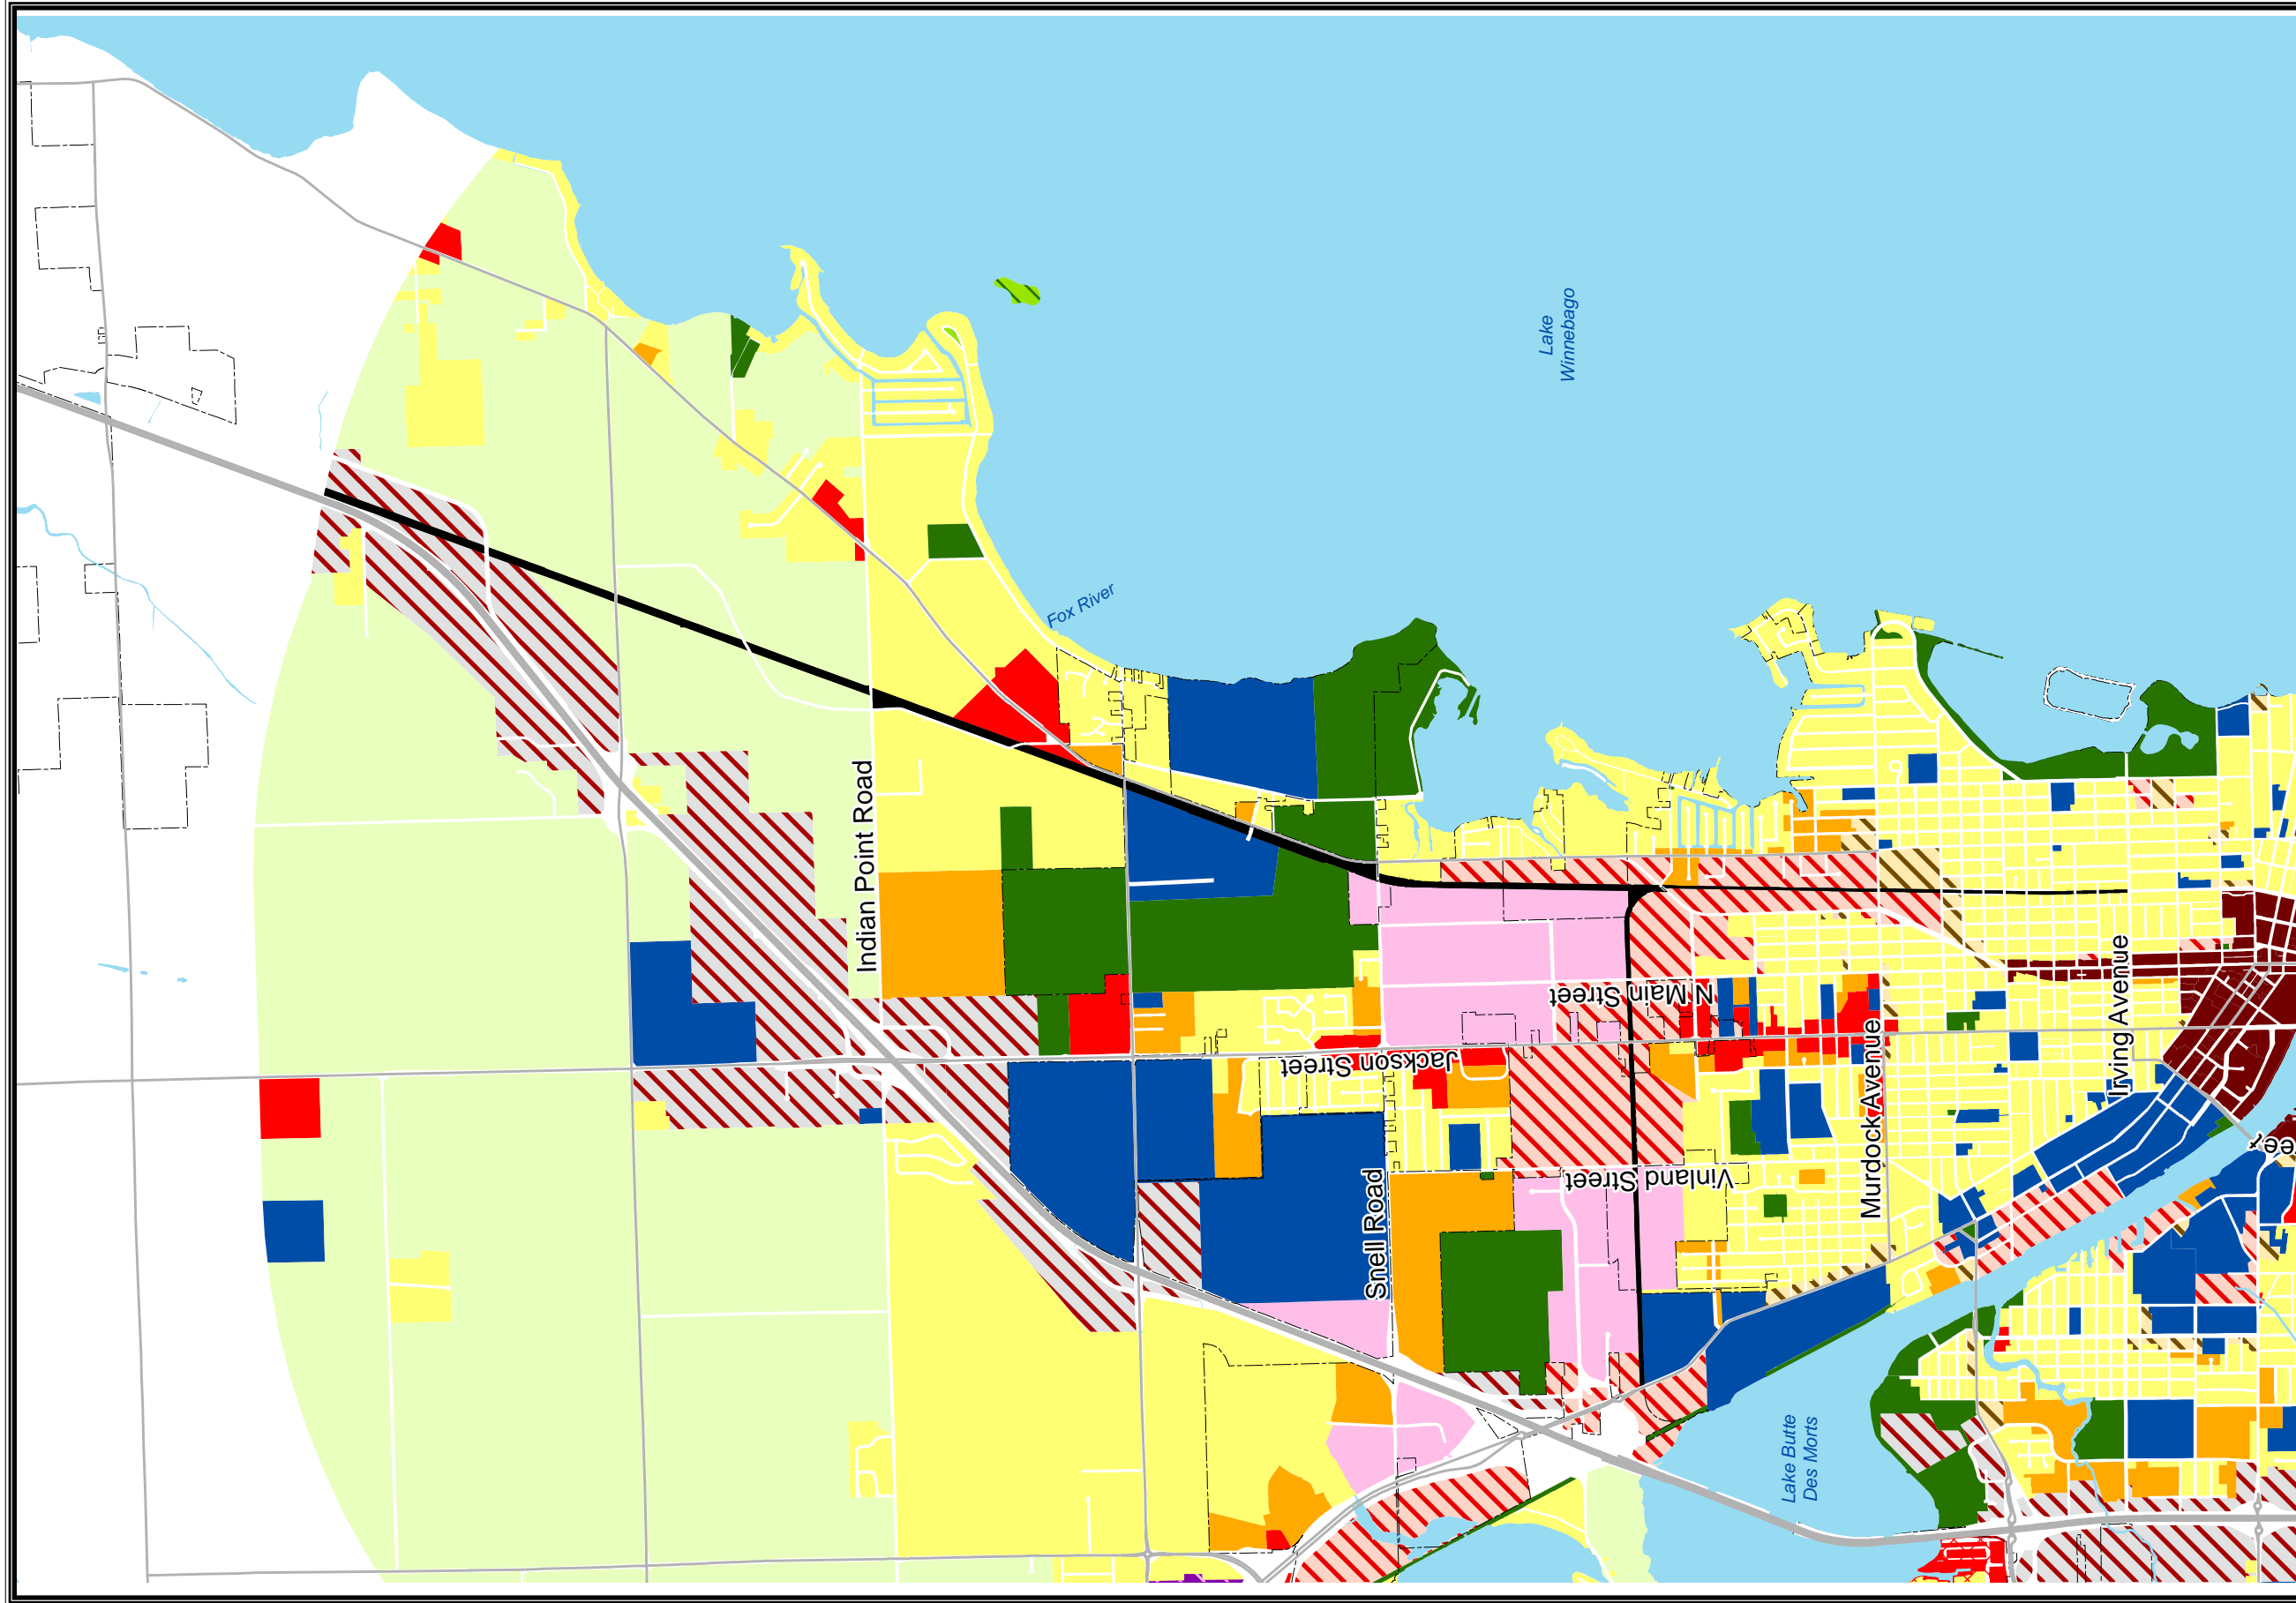 Lake
Winnebago
Fox River
Indian Point Road
N Main Street
Jackson Street
Murdock Avenue
Irving Avenue
Vinland Street
Snell Road
Lake Butte
Des Morts